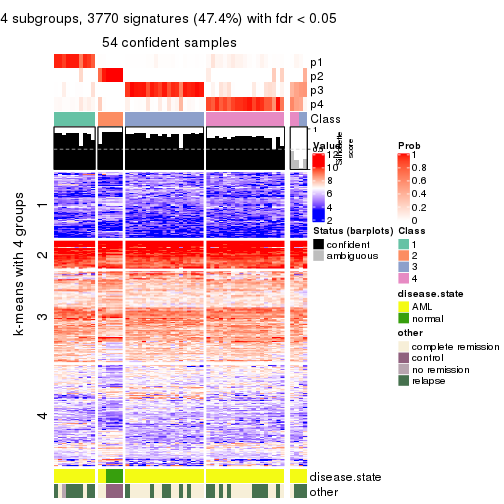 4 subgroups, 3770 signatures (47.4%) with fdr < 0.05
54 confident samples
p1
p2
p3
p4
Class
1
Silhouette
score
k-means with 4 groups
1
2
3
4
disease.state
other
Value
12
10
8
6
4
2
Status (barplots)
confident
ambiguous
Prob
1
0.8
0.6
0.4
0.2
0
Class
1
2
3
4
disease.state
AML
normal
other
complete remission
control
no remission
relapse